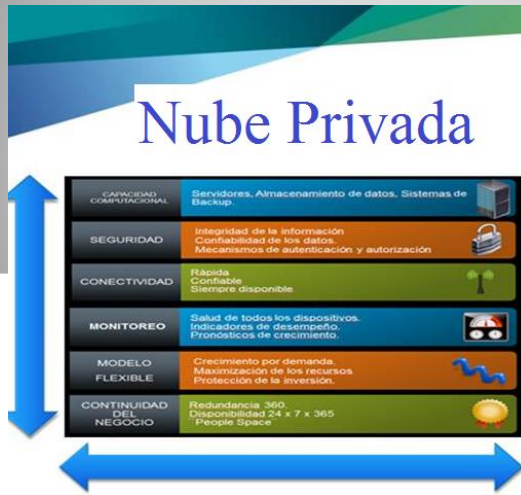 Nube Privada
CAPACIDAD
COMPUTACIONAL
Servidores, Almacenamiento de datos, Sistemas de
Backup.
SEGURIDAD
Integridad de la información
Confiabilidad de los datos.
Mecanismos de autenticación y autorización
CONECTIVIDAD
Rápida
Confiable
Siempre disponible
MONITOREO
Salud de todos los dispositivos.
Indicadores de desempeño.
Pronósticos de crecimiento.
MODELO
FLEXIBLE
Crecimiento por demanda.
Maximización de los recursos
Protección de la inversión.
CONTINUIDAD
DEL
NEGOCIO
Redundancia 360.
Disponibilidad 24 x 7 x 365
"People Space"